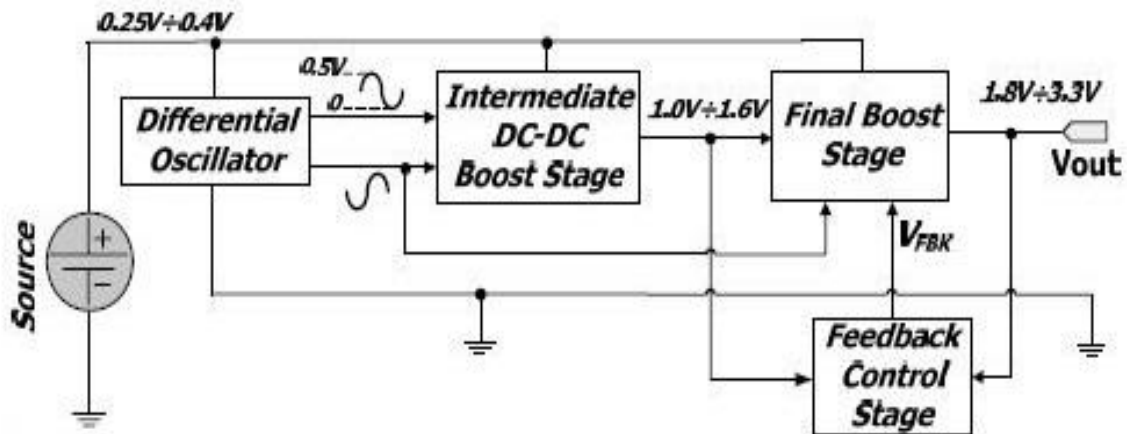 0.25V÷0.4V
0.5V
0
Differential
Oscillator
Intermediate
DC-DC
Boost Stage
1.0V÷1.6V
Final Boost
Stage
1.8V÷3.3V
Vout
VFBK
Source
+
−
Feedback
Control
Stage